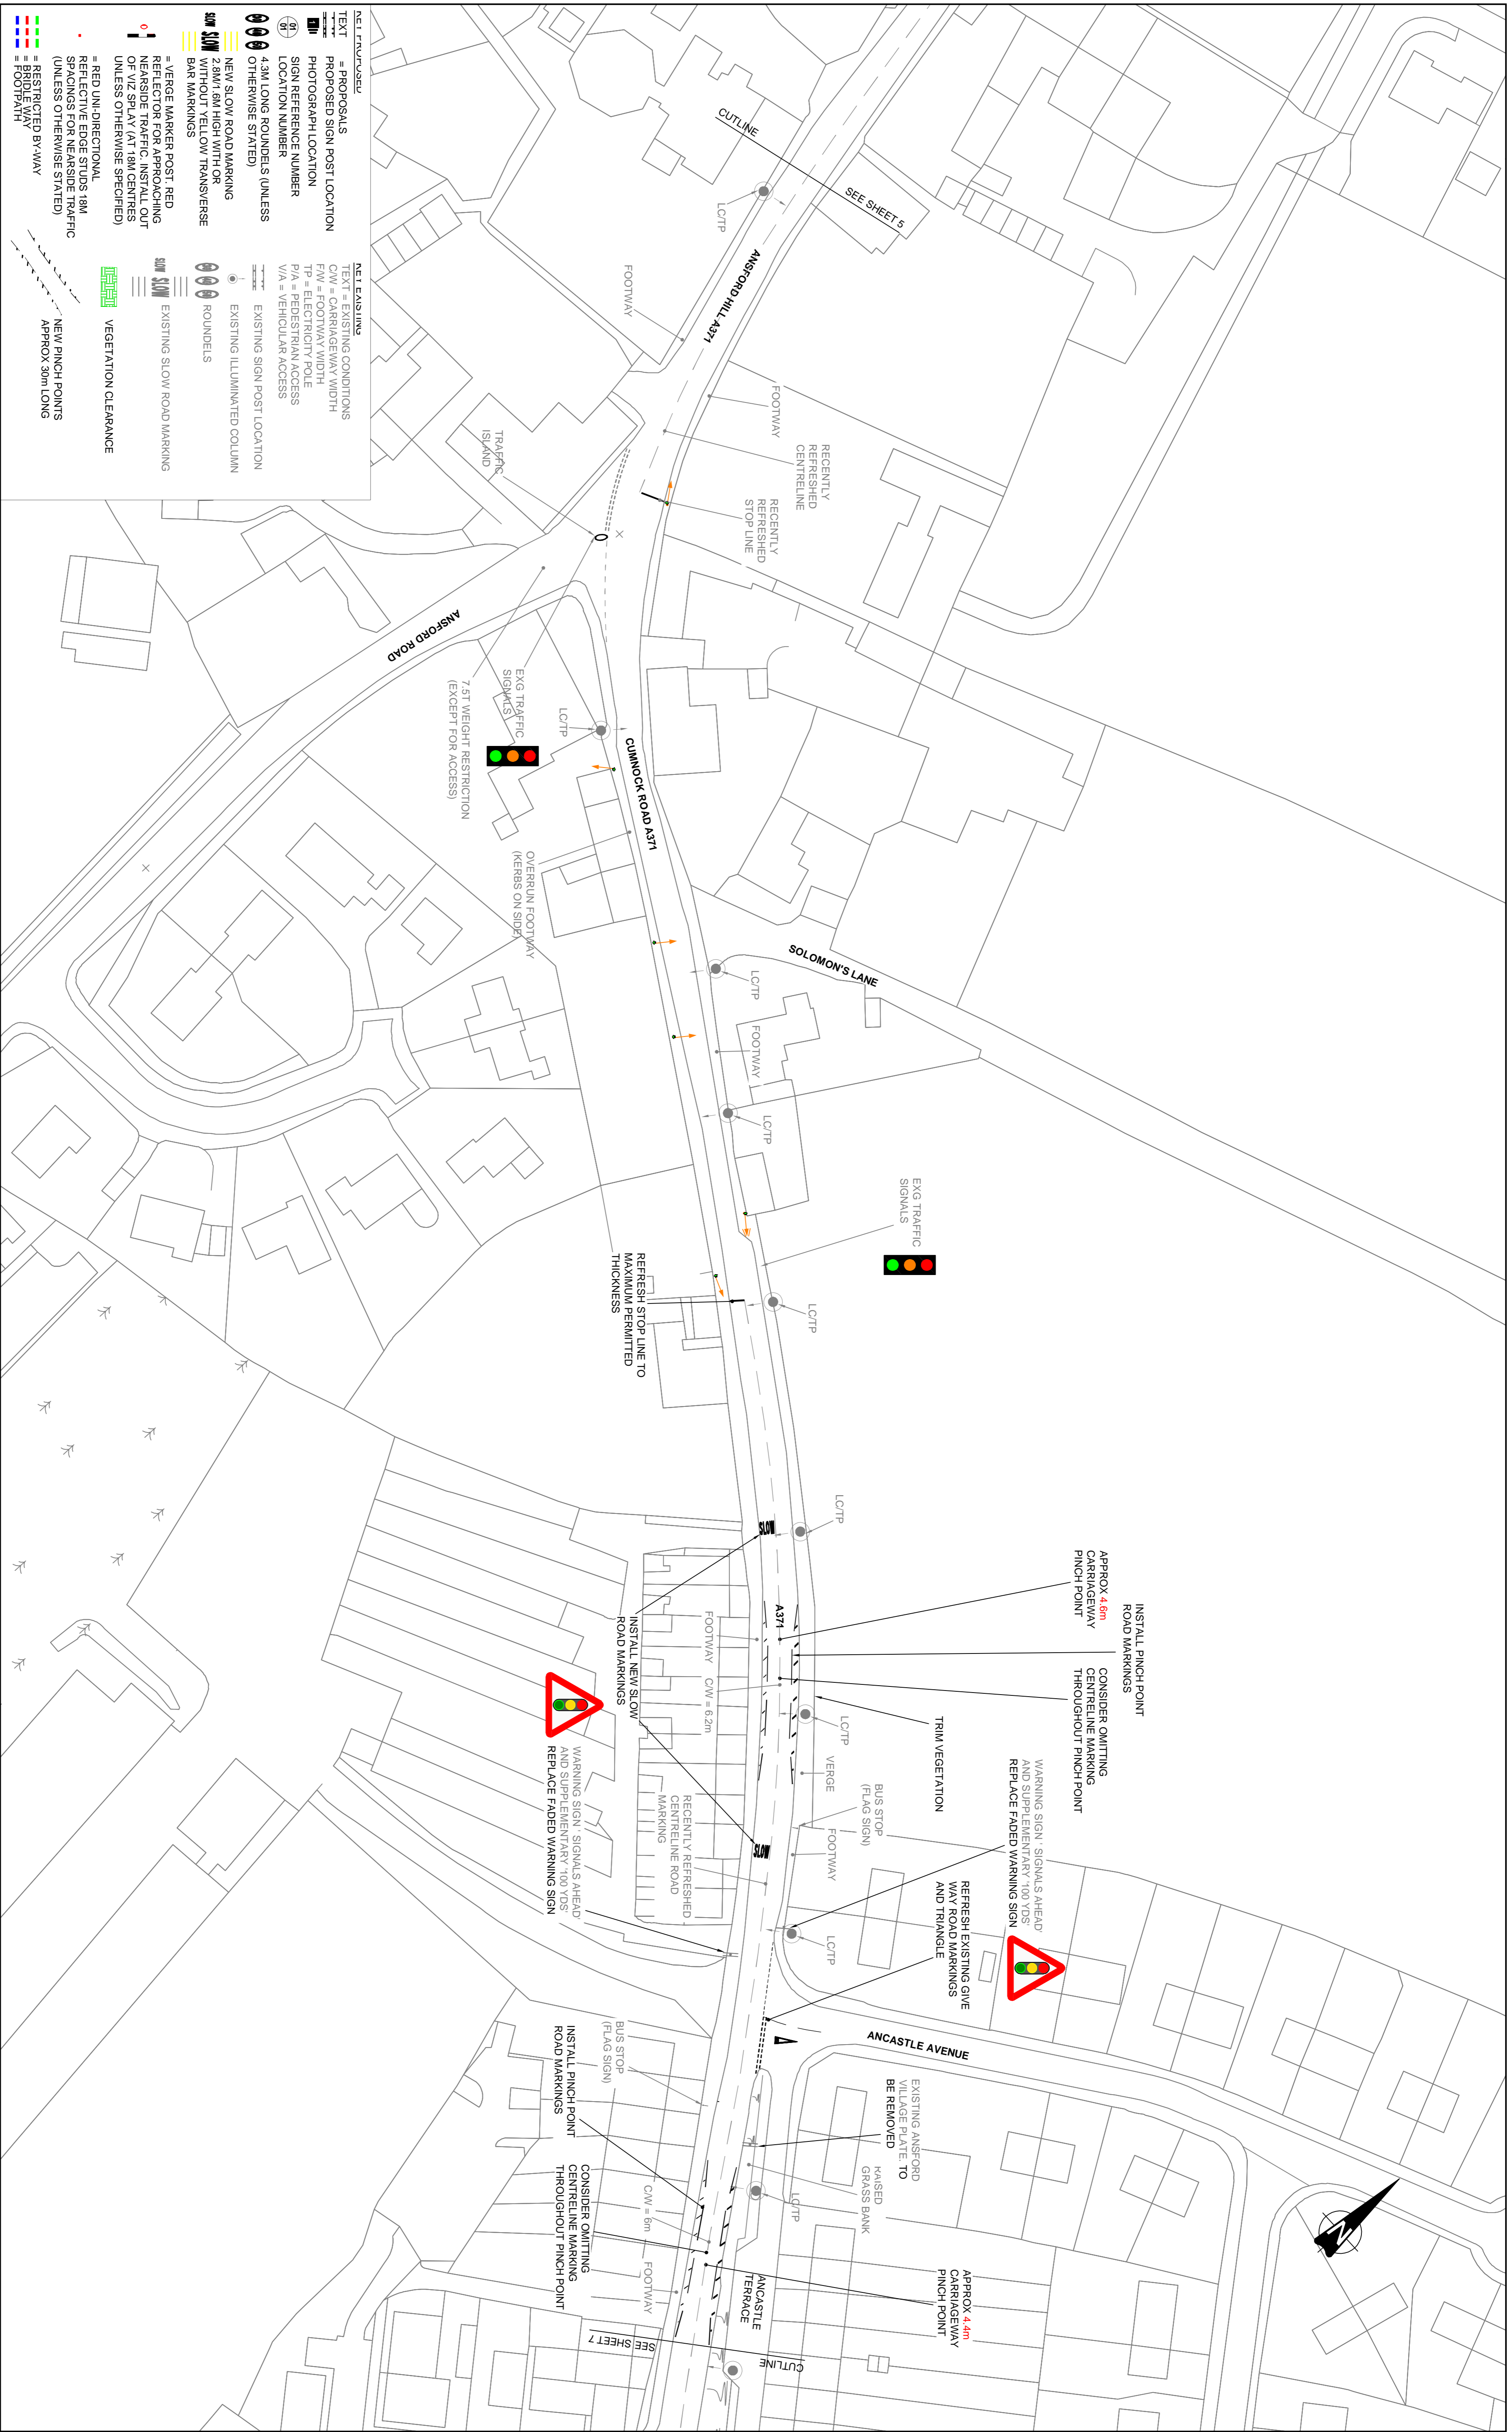 KEY PROPOSED
TEXT = PROPOSALS
PROPOSED SIGN POST LOCATION
PHOTOGRAPH LOCATION
1
SIGN REFERENCE NUMBER
LOCATION NUMBER
01
01
4.3M LONG ROUNDELS (UNLESS
OTHERWISE STATED)
NEW SLOW ROAD MARKING
2.8M/1.6M HIGH WITH OR
WITHOUT YELLOW TRANSVERSE
BAR MARKINGS
SLOW SLOW
= VERGE MARKER POST. RED
REFLECTOR FOR APPROACHING
NEARSIDE TRAFFIC. INSTALL OUT
OF VIZ SPLAY (AT 18M CENTRES
UNLESS OTHERWISE SPECIFIED)
= RED UNI-DIRECTIONAL
REFLECTIVE EDGE STUDS 18M
SPACINGS FOR NEARSIDE TRAFFIC
(UNLESS OTHERWISE STATED)
= RESTRICTED BY-WAY
= BRIDLE WAY
= FOOTPATH
KEY EXISTING
TEXT = EXISTING CONDITIONS
C/W = CARRIAGEWAY WIDTH
F/W = FOOTWAY WIDTH
TP = ELECTRICITY POLE
P/A = PEDESTRIAN ACCESS
V/A = VEHICULAR ACCESS
EXISTING SIGN POST LOCATION
EXISTING ILLUMINATED COLUMN
ROUNDELS
SLOW SLOW
EXISTING SLOW ROAD MARKING
VEGETATION CLEARANCE
NEW PINCH POINTS
APPROX 30m LONG
CUTLINE
SEE SHEET 5
LC/TP
ANSFORD HILL A371
FOOTWAY
FOOTWAY
RECENTLY
REFRESHED
CENTRELINE
RECENTLY
REFRESHED
STOP LINE
TRAFFIC
ISLAND
ANSFORD ROAD
EXG TRAFFIC
SIGNALS
7.5T WEIGHT RESTRICTION
(EXCEPT FOR ACCESS)
LC/TP
CUMNOCK ROAD A371
OVERRUN FOOTWAY
(KERBS ON SIDE)
SOLOMON'S LANE
LC/TP
FOOTWAY
LC/TP
EXG TRAFFIC
SIGNALS
LC/TP
REFRESH STOP LINE TO
MAXIMUM PERMITTED
THICKNESS
LC/TP
SLOW
INSTALL NEW SLOW
ROAD MARKINGS
A371
FOOTWAY
C/W = 6.2m
APPROX 4.6m
CARRIAGEWAY
PINCH POINT
INSTALL PINCH POINT
ROAD MARKINGS
CONSIDER OMITTING
CENTRELINE MARKING
THROUGHOUT PINCH POINT
TRIM VEGETATION
LC/TP
VERGE
BUS STOP
(FLAG SIGN)
FOOTWAY
SLOW
RECENTLY REFRESHED
CENTRELINE ROAD
MARKING
WARNING SIGN ' SIGNALS AHEAD'
AND SUPPLEMENTARY '100 YDS'
REPLACE FADED WARNING SIGN
WARNING SIGN ' SIGNALS AHEAD'
AND SUPPLEMENTARY '100 YDS'
REPLACE FADED WARNING SIGN
REFRESH EXISTING GIVE
WAY ROAD MARKINGS
AND TRIANGLE
LC/TP
ANCASTLE AVENUE
BUS STOP
(FLAG SIGN)
INSTALL PINCH POINT
ROAD MARKINGS
EXISTING ANSFORD
VILLAGE PLATE. TO
BE REMOVED
RAISED
GRASS BANK
LC/TP
C/W = 6m
CONSIDER OMITTING
CENTRELINE MARKING
THROUGHOUT PINCH POINT
FOOTWAY
ANCASTLE
TERRACE
APPROX 4.4m
CARRIAGEWAY
PINCH POINT
SEE SHEET 7
CUTLINE
N